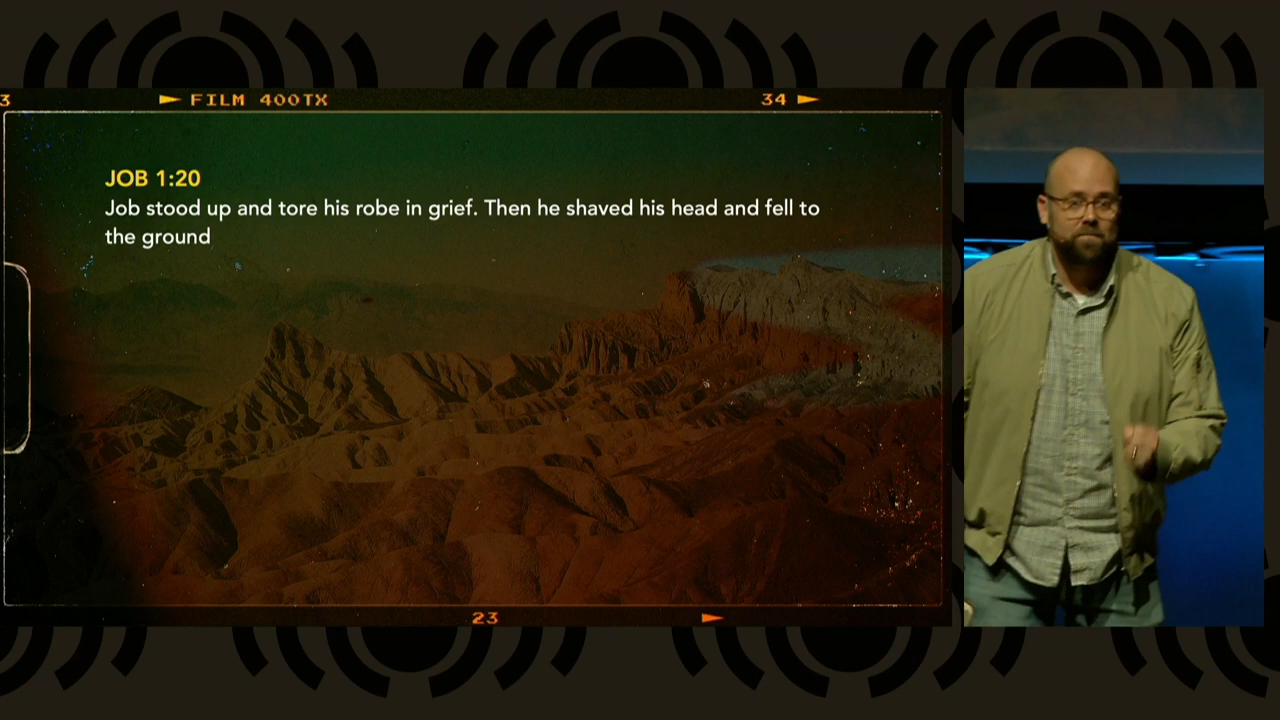 3 FILM 400TX 34
JOB 1:20
Job stood up and tore his robe in grief. Then he shaved his head and fell to
the ground
23